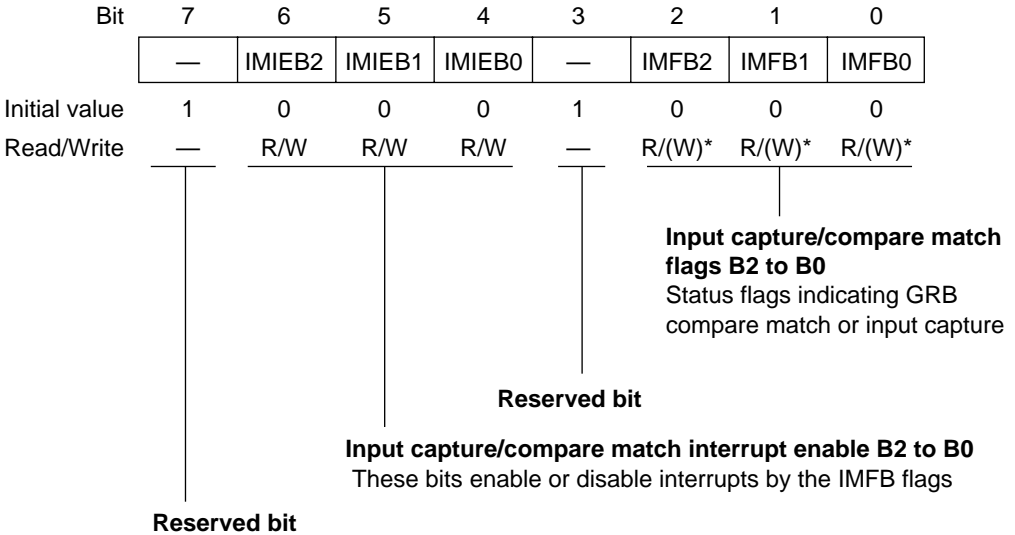 Bit 7 6 5 4 3 2 1 0
— IMIEB2 IMIEB1 IMIEB0 — IMFB2 IMFB1 IMFB0
Initial value 1 0 0 0 1 0 0 0
Read/Write — R/W R/W R/W — R/(W)* R/(W)* R/(W)*
Input capture/compare match
flags B2 to B0
Status flags indicating GRB
compare match or input capture
Reserved bit
Input capture/compare match interrupt enable B2 to B0
These bits enable or disable interrupts by the IMFB flags
Reserved bit